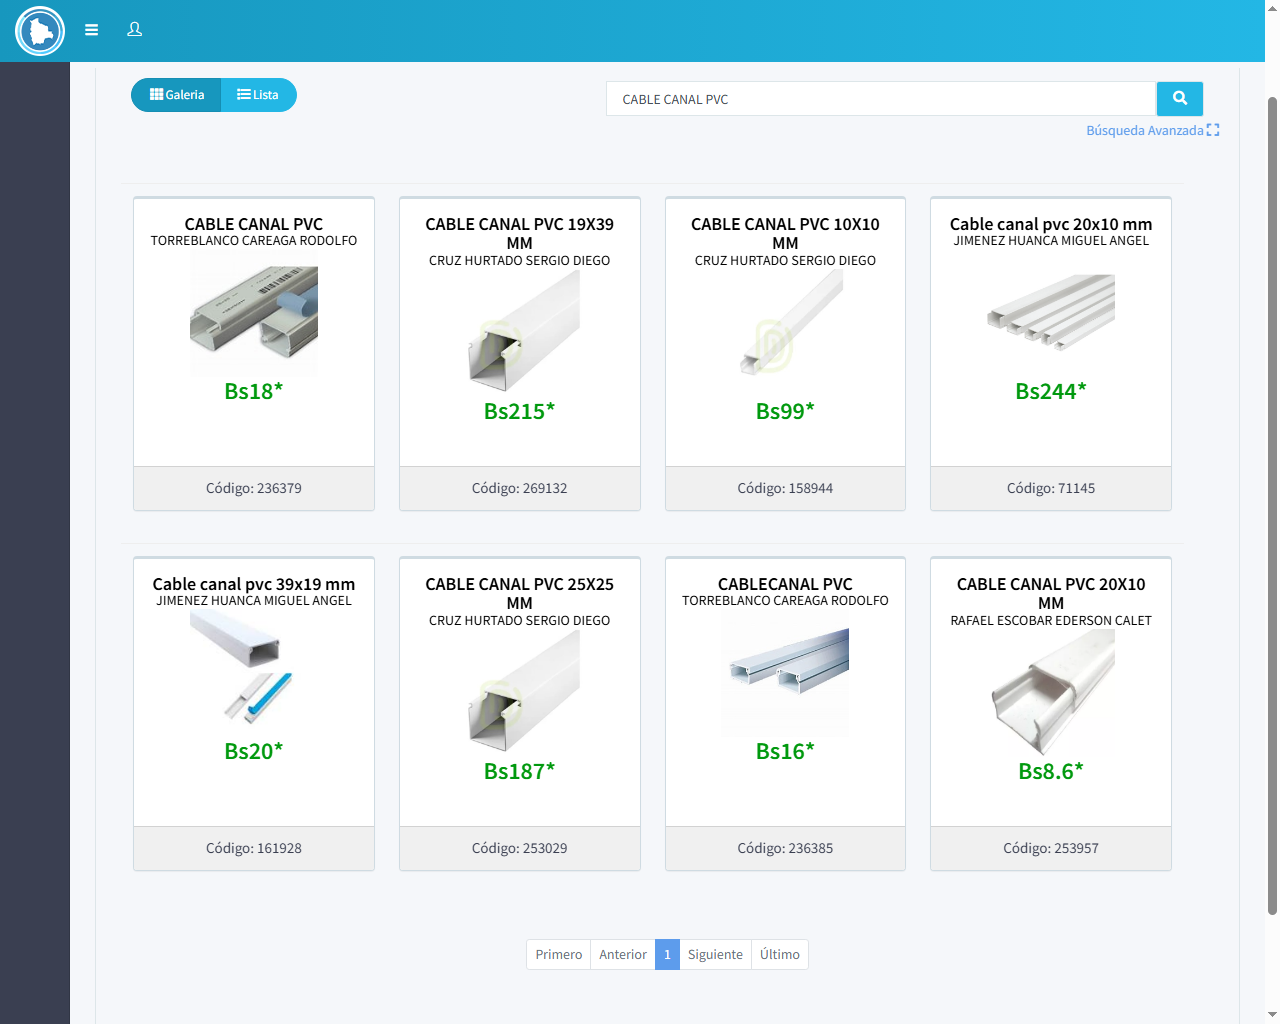 Galeria
Lista
CABLE CANAL PVC
Búsqueda Avanzada
CABLE CANAL PVC
TORREBLANCO CAREAGA RODOLFO
Bs18*
Código: 236379
CABLE CANAL PVC 19X39
MM
CRUZ HURTADO SERGIO DIEGO
Bs215*
Código: 269132
CABLE CANAL PVC 10X10
MM
CRUZ HURTADO SERGIO DIEGO
Bs99*
Código: 158944
Cable canal pvc 20x10 mm
JIMENEZ HUANCA MIGUEL ANGEL
Bs244*
Código: 71145
Cable canal pvc 39x19 mm
JIMENEZ HUANCA MIGUEL ANGEL
Bs20*
Código: 161928
CABLE CANAL PVC 25X25
MM
CRUZ HURTADO SERGIO DIEGO
Bs187*
Código: 253029
CABLECANAL PVC
TORREBLANCO CAREAGA RODOLFO
Bs16*
Código: 236385
CABLE CANAL PVC 20X10
MM
RAFAEL ESCOBAR EDERSON CALET
Bs8.6*
Código: 253957
Primero
Anterior
1
Siguiente
Último